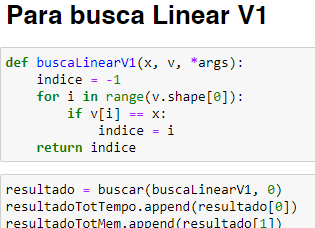 Para busca Linear V1
def buscaLinearV1(x, v, *args):
    indice = -1
    for i in range(v.shape[0]):
        if v[i] == x:
            indice = i
    return indice
resultado = buscar(buscaLinearV1, 0)
resultadoTotTempo.append(resultado[0])
resultadoTotMem.append(resultado[1])